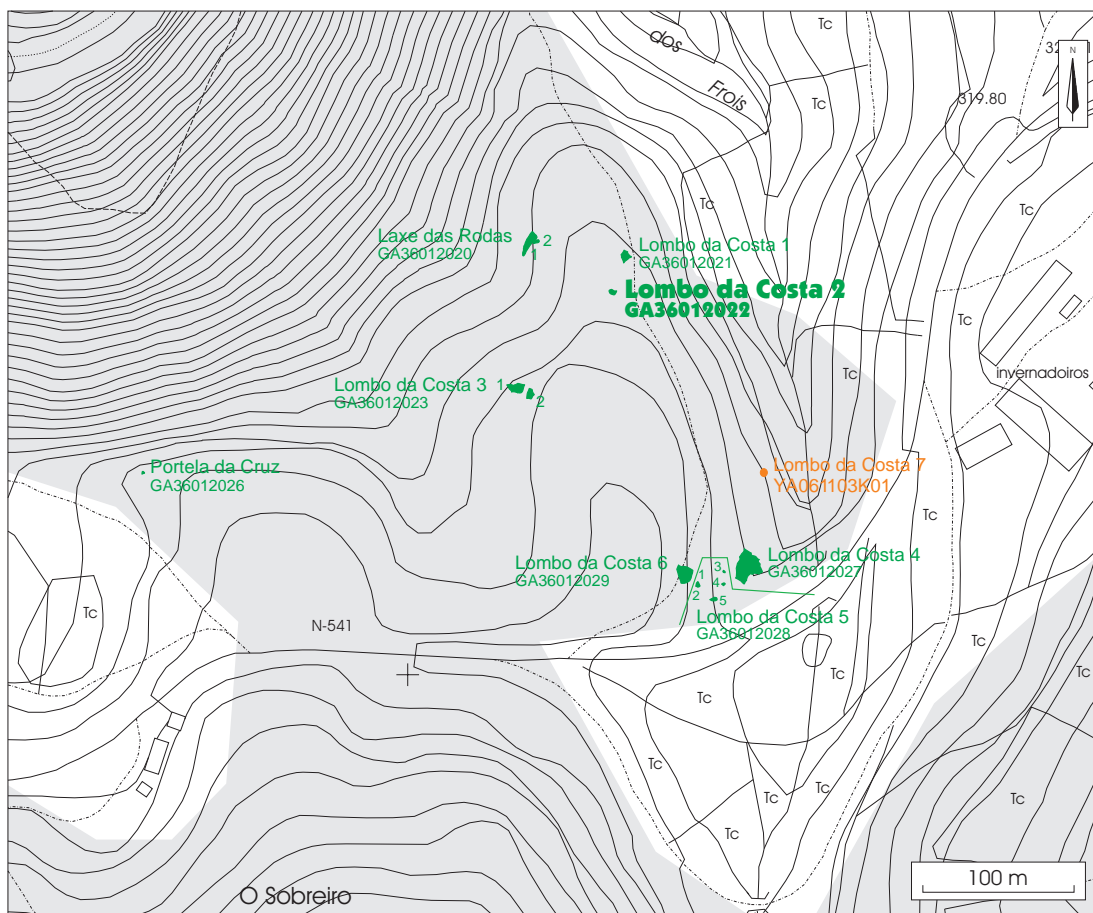 dos
Frois
Tc
N
319.80
Tc
Tc
Tc
Laxe das Rodas
GA36012020
2
1
Lombo da Costa 1
GA36012021
Lombo da Costa 2
GA36012022
Tc
Tc
invernadoiros
Lombo da Costa 3
GA36012023
1
2
Portela da Cruz
GA36012026
Lombo da Costa 7
YA061103K01
Tc
Lombo da Costa 6
GA36012029
1
2
3
4
5
Lombo da Costa 4
GA36012027
Lombo da Costa 5
GA36012028
Tc
N-541
Tc
Tc
Tc
Tc
Tc
Tc
Tc
Tc
Tc
Tc
O Sobreiro
100 m